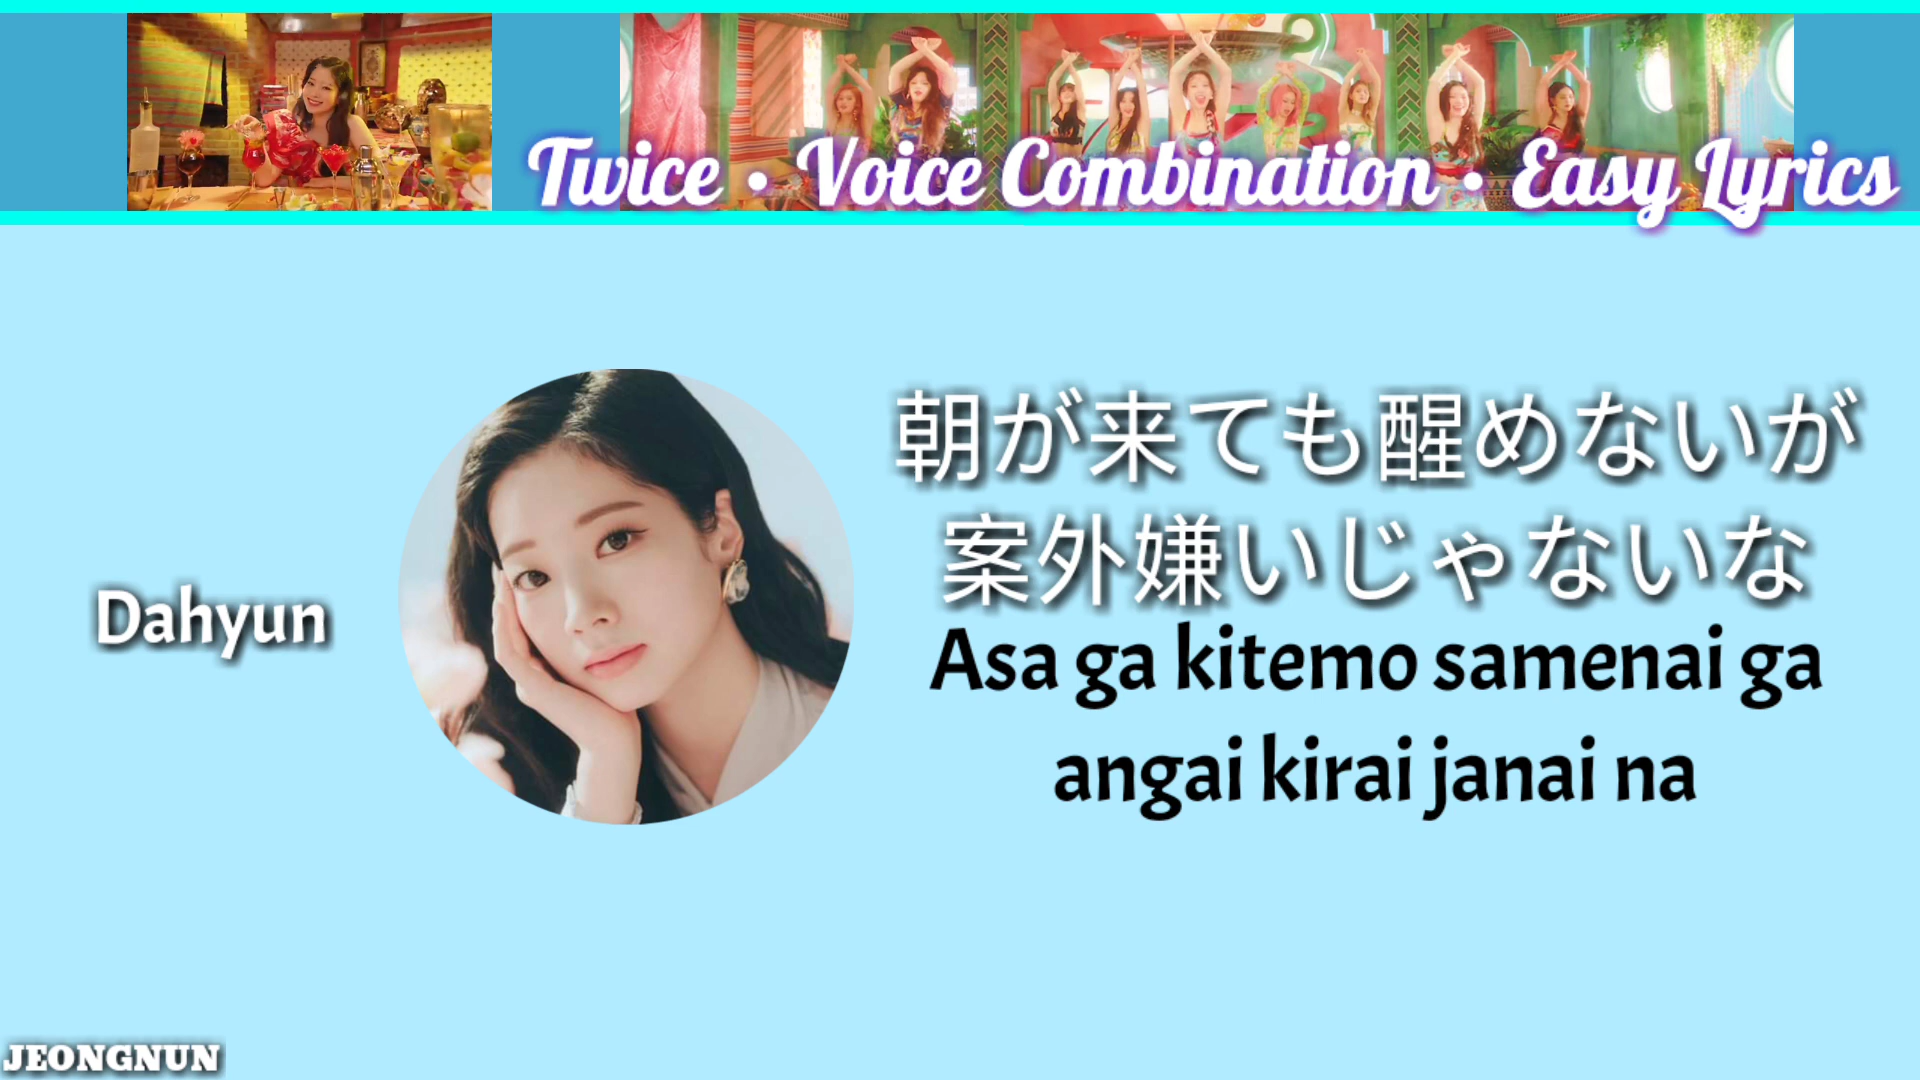 Twice • Voice Combination • Easy Lyrics
Dahyun
朝が来ても醒めないが
案外嫌いじゃないな
Asa ga kitemo samenai ga
angai kirai janai na
JEONGNUN